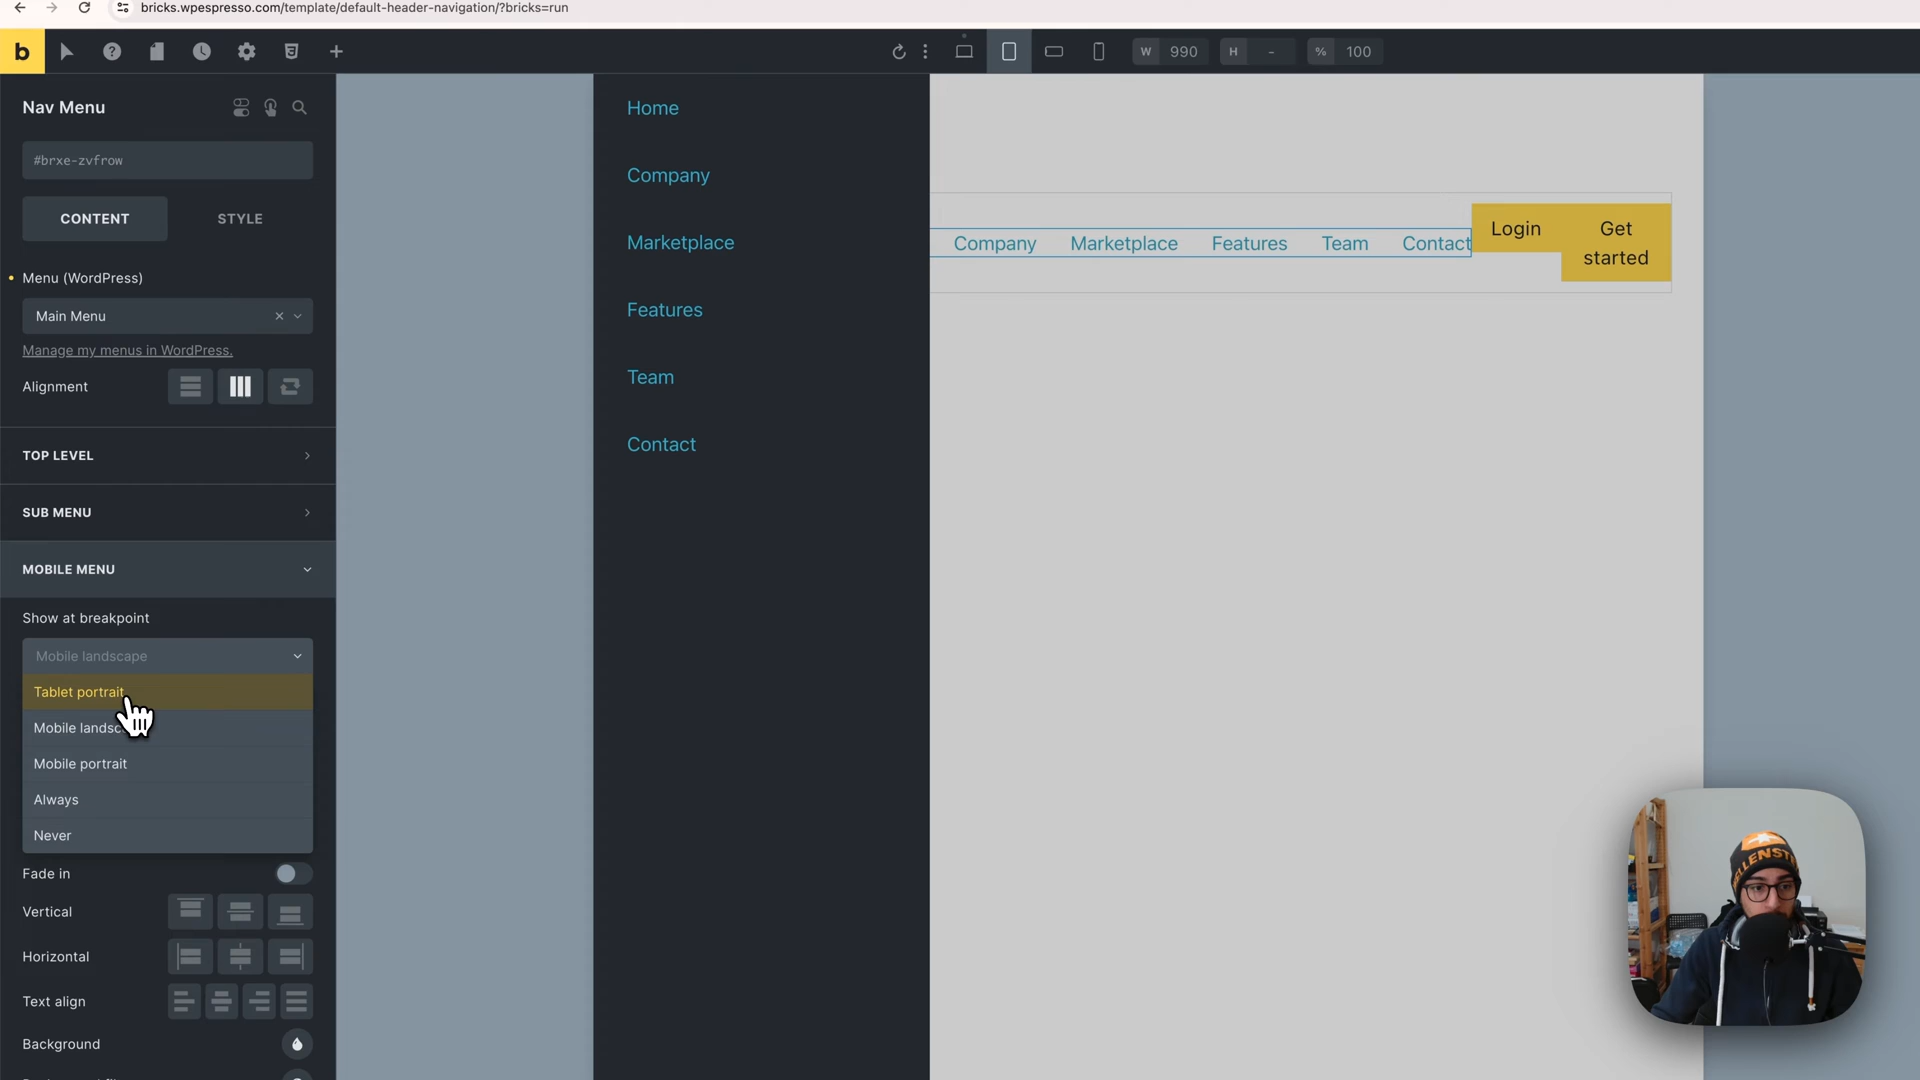 bricks.wpespresso.com/template/default-header-navigation/?bricks=run
b
W 990 H - % 100
Nav Menu
#brxe-zvfrow
CONTENT STYLE
Menu (WordPress)
Main Menu
Manage my menus in WordPress.
Alignment
TOP LEVEL
SUB MENU
MOBILE MENU
Show at breakpoint
Mobile landscape
Tablet portrait
Mobile
Mobile portrait
Always
Never
Fade in
Vertical
Horizontal
Text align
Background
Home
Company
Marketplace
Features
Team
Contact
Company Marketplace Features Team Contact
Login
Get
started